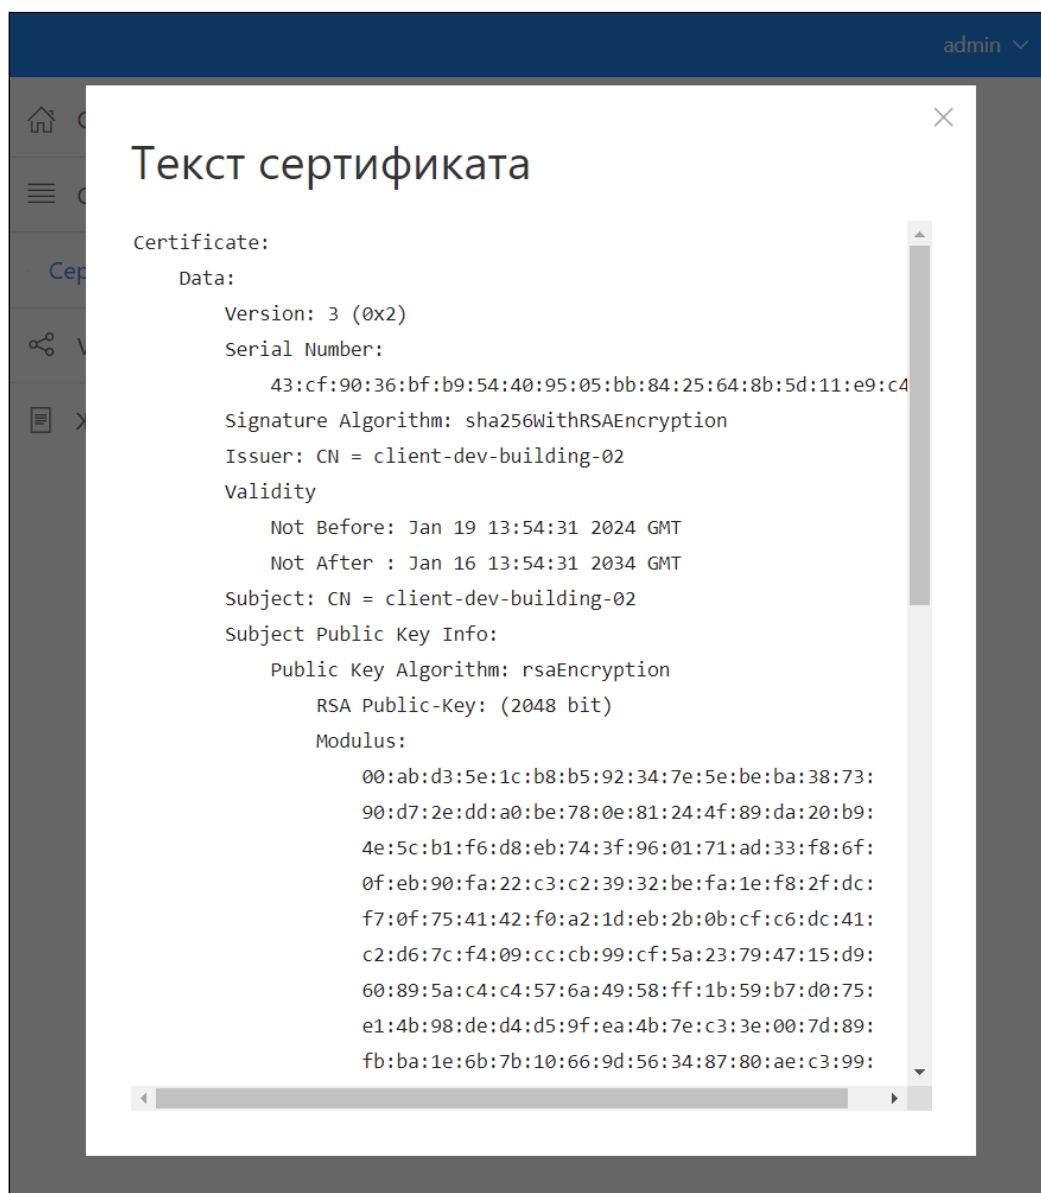 admin
Текст сертификата
Certificate:
Data:
Version: 3 (0x2)
Serial Number:
43:cf:90:36:bf:b9:54:40:95:05:bb:84:25:64:8b:5d:11:e9:c4
Signature Algorithm: sha256WithRSAEncryption
Issuer: CN = client-dev-building-02
Validity
Not Before: Jan 19 13:54:31 2024 GMT
Not After : Jan 16 13:54:31 2034 GMT
Subject: CN = client-dev-building-02
Subject Public Key Info:
Public Key Algorithm: rsaEncryption
RSA Public-Key: (2048 bit)
Modulus:
00:ab:d3:5e:1c:b8:b5:92:34:7e:5e:be:ba:38:73:
90:d7:2e:dd:a0:be:78:0e:81:24:4f:89:da:20:b9:
4e:5c:b1:f6:d8:eb:74:3f:96:01:71:ad:33:f8:6f:
0f:eb:90:fa:22:c3:c2:39:32:be:fa:1e:f8:2f:dc:
f7:0f:75:41:42:f0:a2:1d:eb:2b:0b:cf:c6:dc:41:
c2:d6:7c:f4:09:cc:cb:99:cf:5a:23:79:47:15:d9:
60:89:5a:c4:c4:57:6a:49:58:ff:1b:59:b7:d0:75:
e1:4b:98:de:d4:d5:9f:ea:4b:7e:c3:3e:00:7d:89:
fb:ba:1e:6b:7b:10:66:9d:56:34:87:80:ae:c3:99: